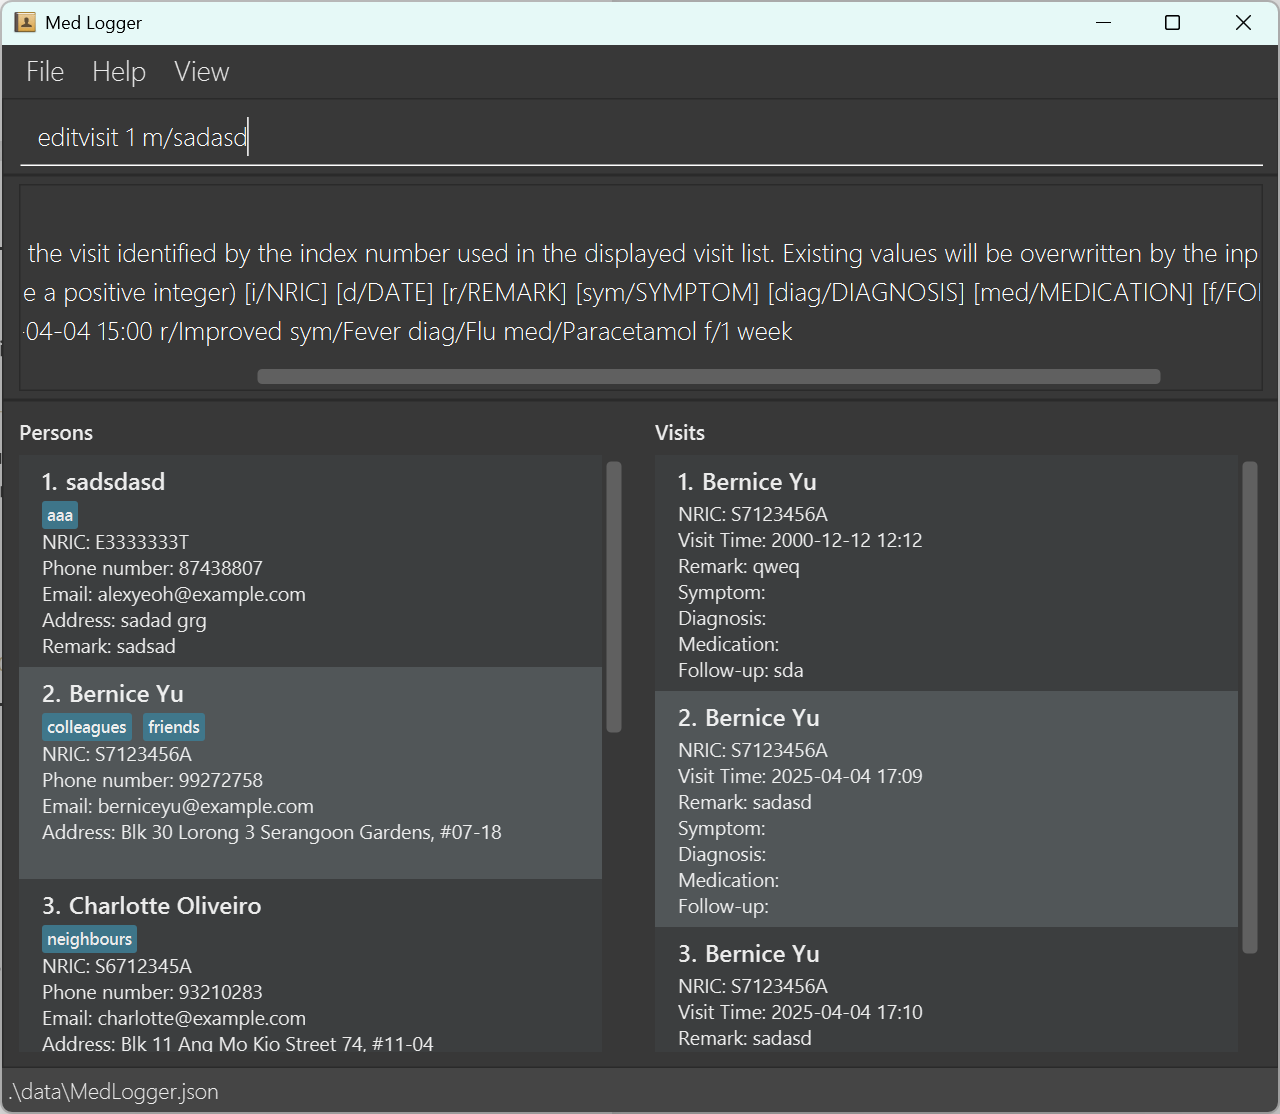 Med Logger
File Help View
editvisit 1 m/sadasd
the visit identified by the index number used in the displayed visit list. Existing values will be overwritten by the inp
e a positive integer) [i/NRIC] [d/DATE] [r/REMARK] [sym/SYMPTOM] [diag/DIAGNOSIS] [med/MEDICATION] [f/FO
-04-04 15:00 r/Improved sym/Fever diag/Flu med/Paracetamol f/1 week
Persons
1. sadsdasd
aaa
NRIC: E3333333T
Phone number: 87438807
Email: alexyeoh@example.com
Address: sadad grg
Remark: sadsad
2. Bernice Yu
colleagues friends
NRIC: S7123456A
Phone number: 99272758
Email: berniceyu@example.com
Address: Blk 30 Lorong 3 Serangoon Gardens, #07-18
3. Charlotte Oliveiro
neighbours
NRIC: S6712345A
Phone number: 93210283
Email: charlotte@example.com
Address: Blk 11 Ang Mo Kio Street 74, #11-04
Visits
1. Bernice Yu
NRIC: S7123456A
Visit Time: 2000-12-12 12:12
Remark: qweq
Symptom:
Diagnosis:
Medication:
Follow-up: sda
2. Bernice Yu
NRIC: S7123456A
Visit Time: 2025-04-04 17:09
Remark: sadasd
Symptom:
Diagnosis:
Medication:
Follow-up:
3. Bernice Yu
NRIC: S7123456A
Visit Time: 2025-04-04 17:10
Remark: sadasd
.\data\MedLogger.json